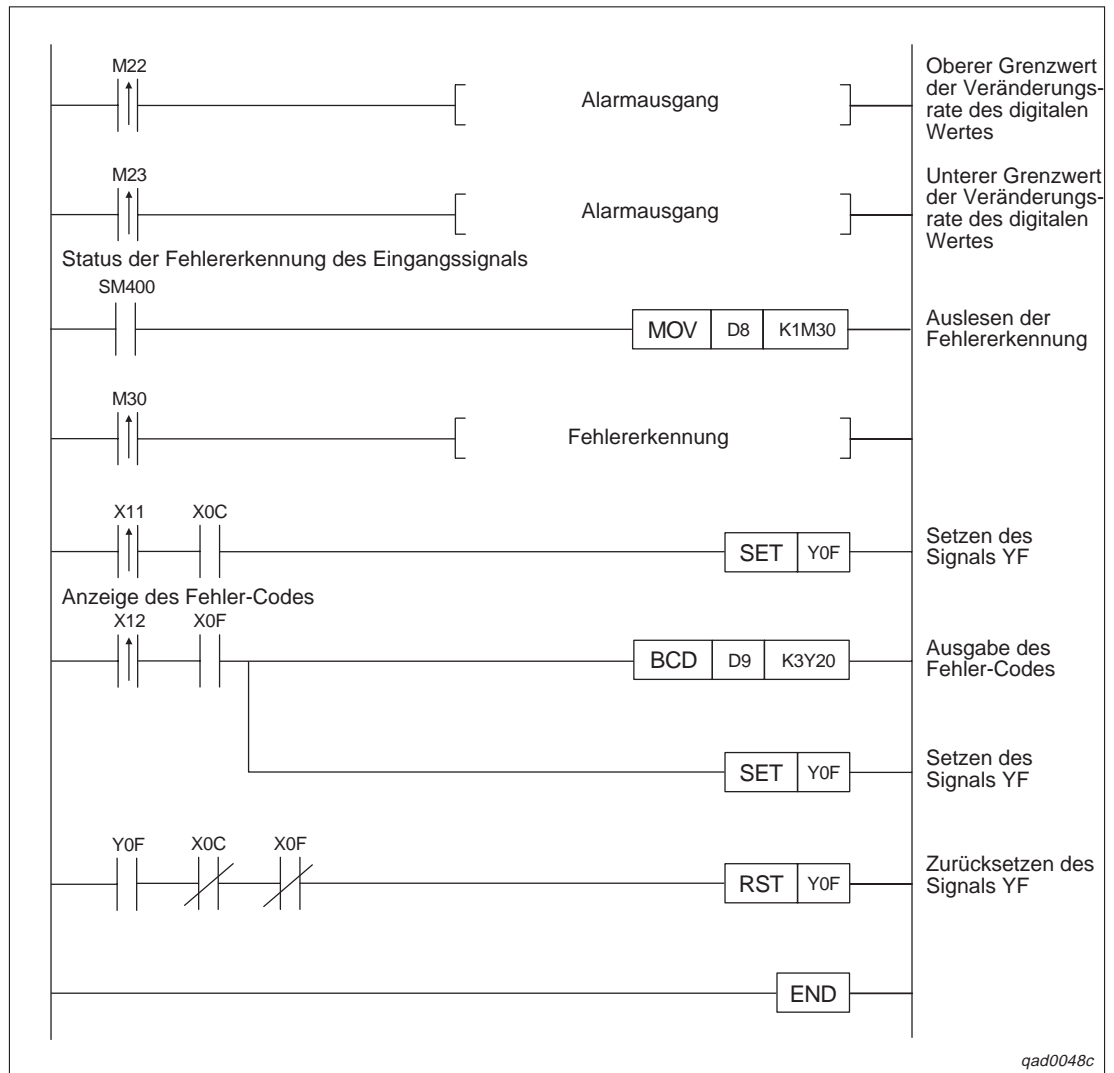 M22
Alarmausgang
Oberer Grenzwert
der Veränderungs-
rate des digitalen
Wertes
M23
Alarmausgang
Unterer Grenzwert
der Veränderungs-
rate des digitalen
Wertes
Status der Fehlererkennung des Eingangssignals
SM400
MOV D8 K1M30
Auslesen der
Fehlererkennung
M30
Fehlererkennung
X11 X0C
SET Y0F
Setzen des
Signals YF
Anzeige des Fehler-Codes
X12 X0F
BCD D9 K3Y20
Ausgabe des
Fehler-Codes
SET Y0F
Setzen des
Signals YF
Y0F X0C X0F
RST Y0F
Zurücksetzen des
Signals YF
END
qad0048c